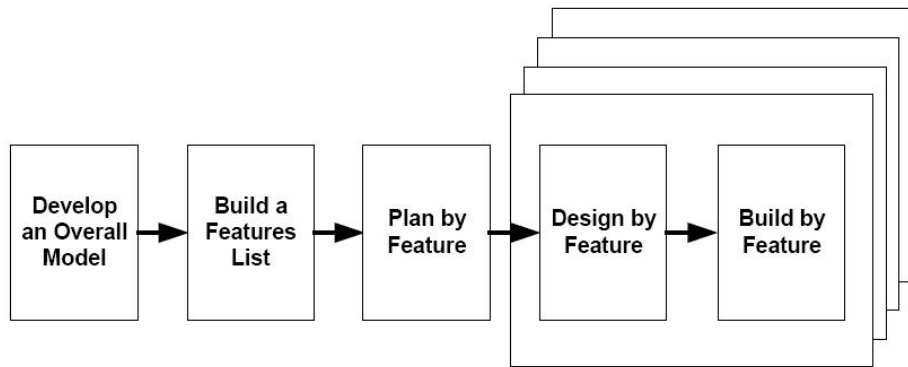 Develop
an Overall
Model
Build a
Features
List
Plan by
Feature
Design by
Feature
Build by
Feature